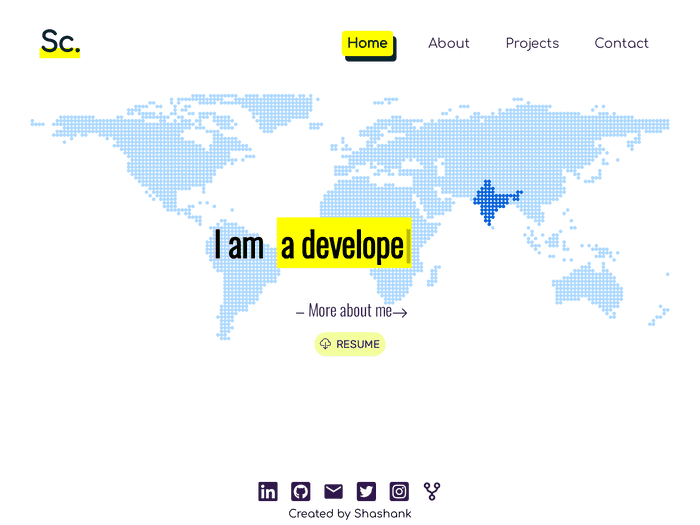 Sc.
Home
About
Projects
Contact
I am a develope
– More about me→
RESUME
Created by Shashank